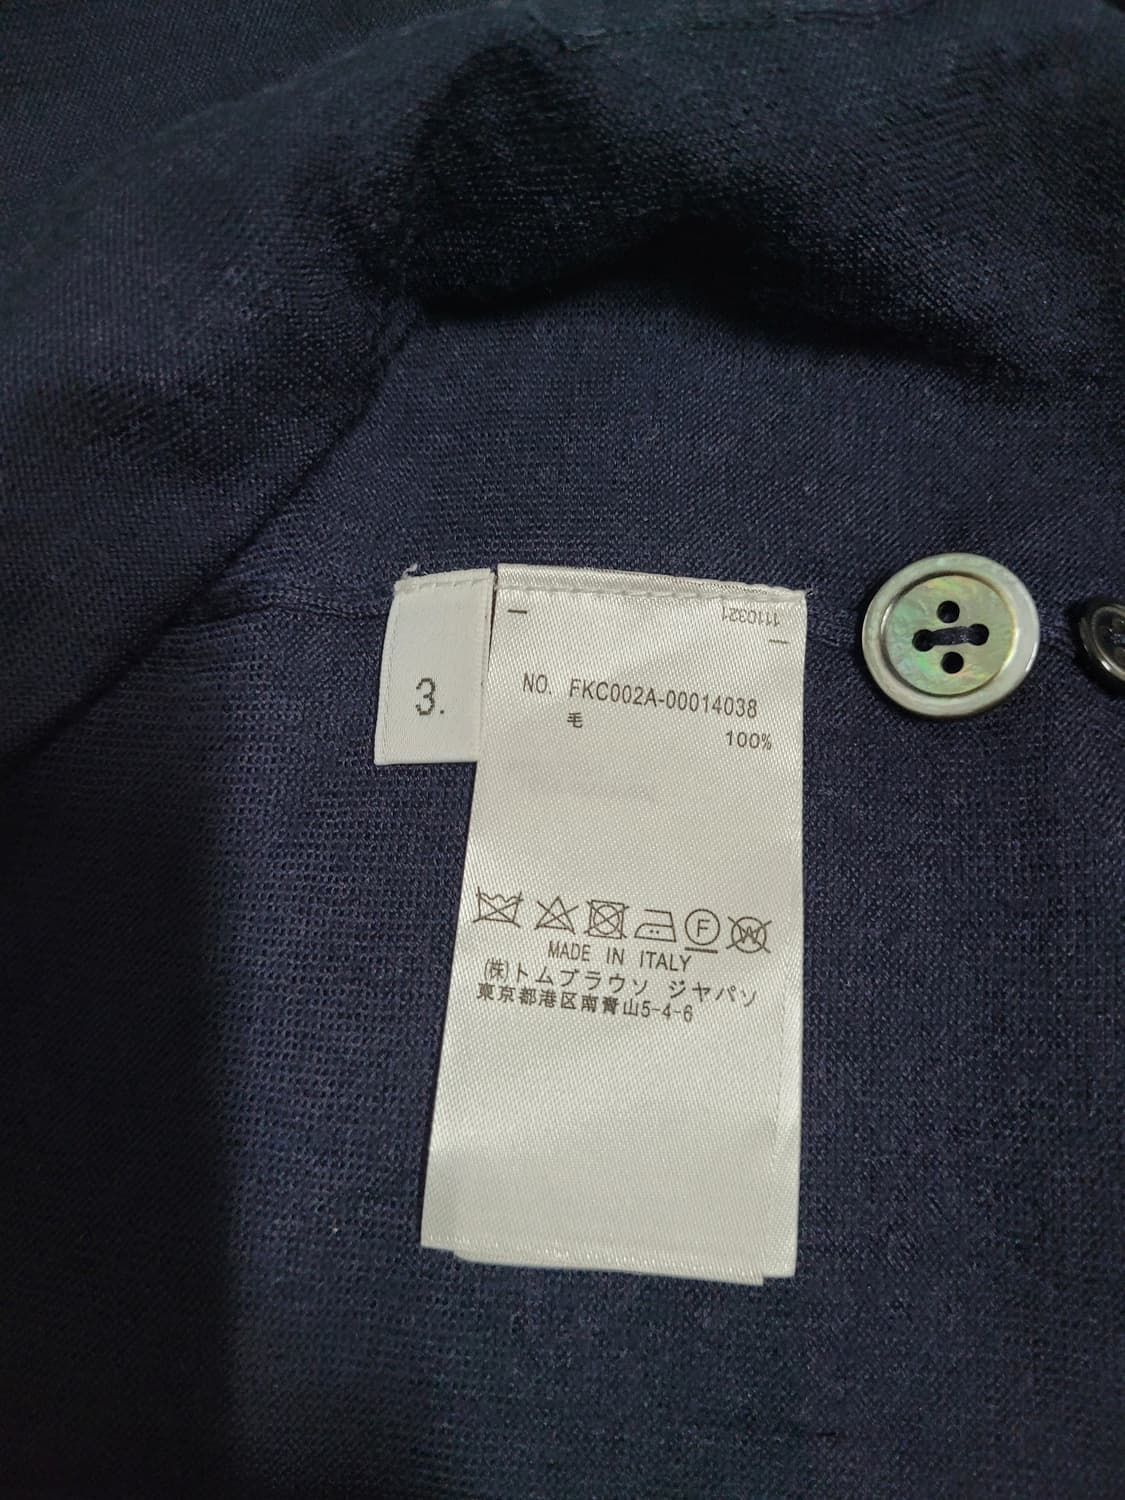 1110321
3.
NO. FKC002A-00014038
毛
100%
F
W
MADE IN ITALY
(株)トムブラウン ジャパン
東京都港区南青山5-4-6